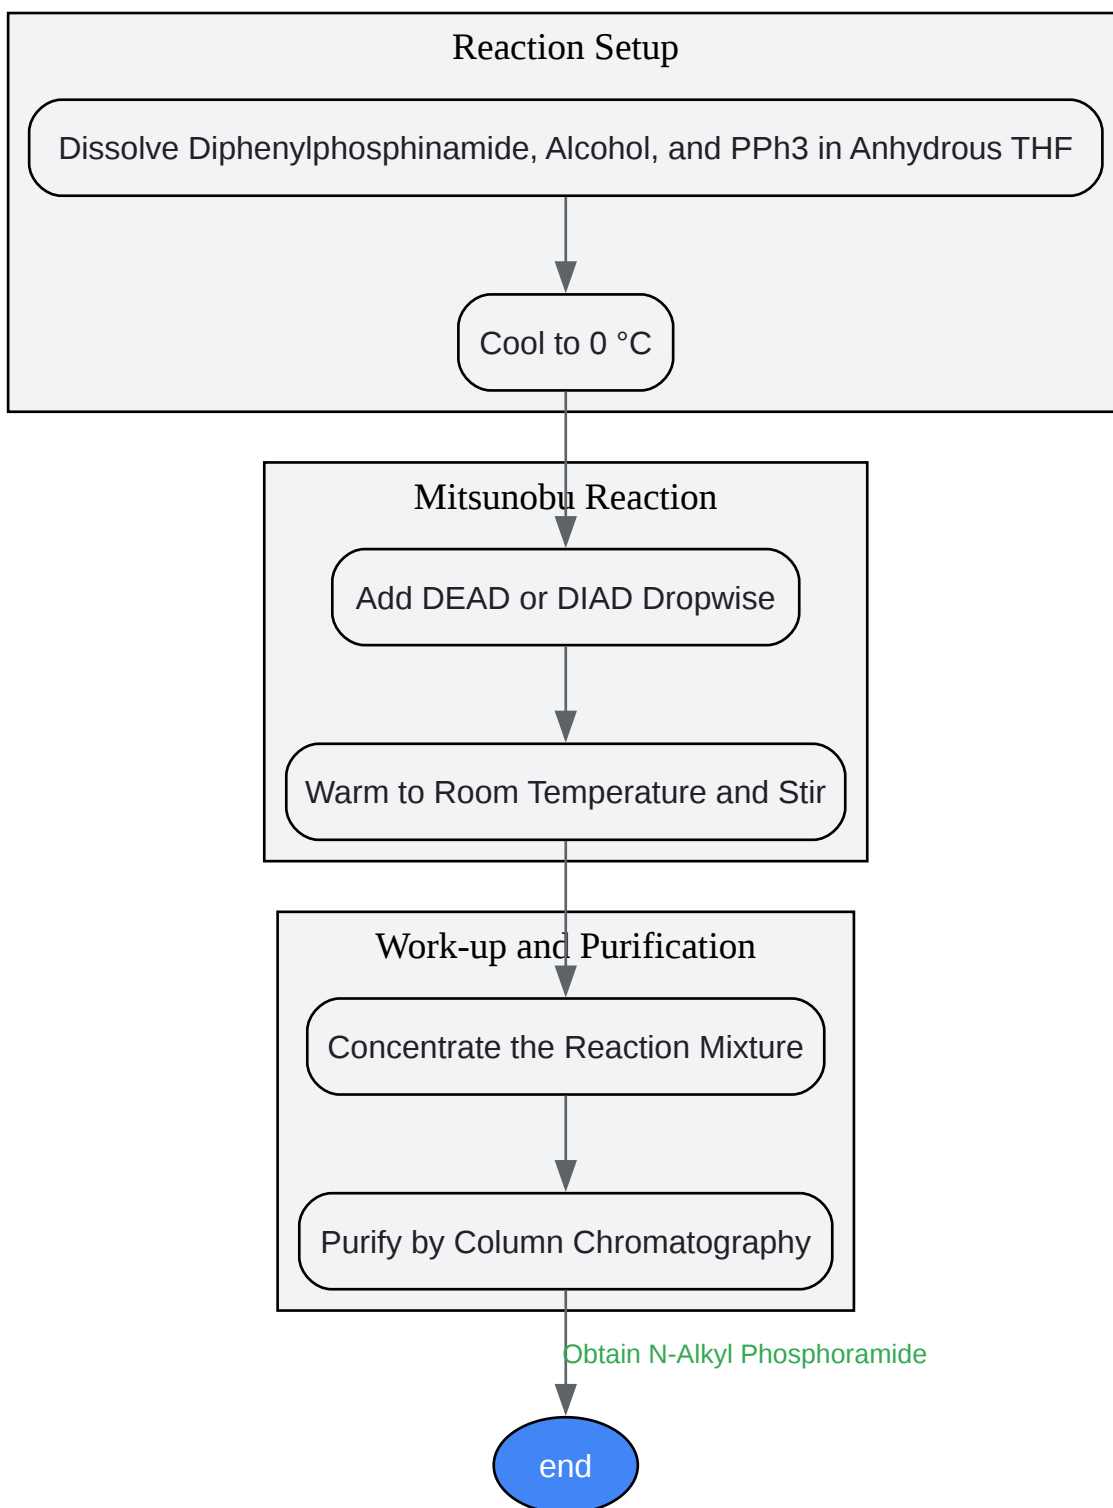 Reaction Setup
Dissolve Diphenylphosphinamide, Alcohol, and PPh3 in Anhydrous THF
Cool to 0 °C
Mitsunobu Reaction
Add DEAD or DIAD Dropwise
Warm to Room Temperature and Stir
Work-up and Purification
Concentrate the Reaction Mixture
Purify by Column Chromatography
Obtain N-Alkyl Phosphoramide
end